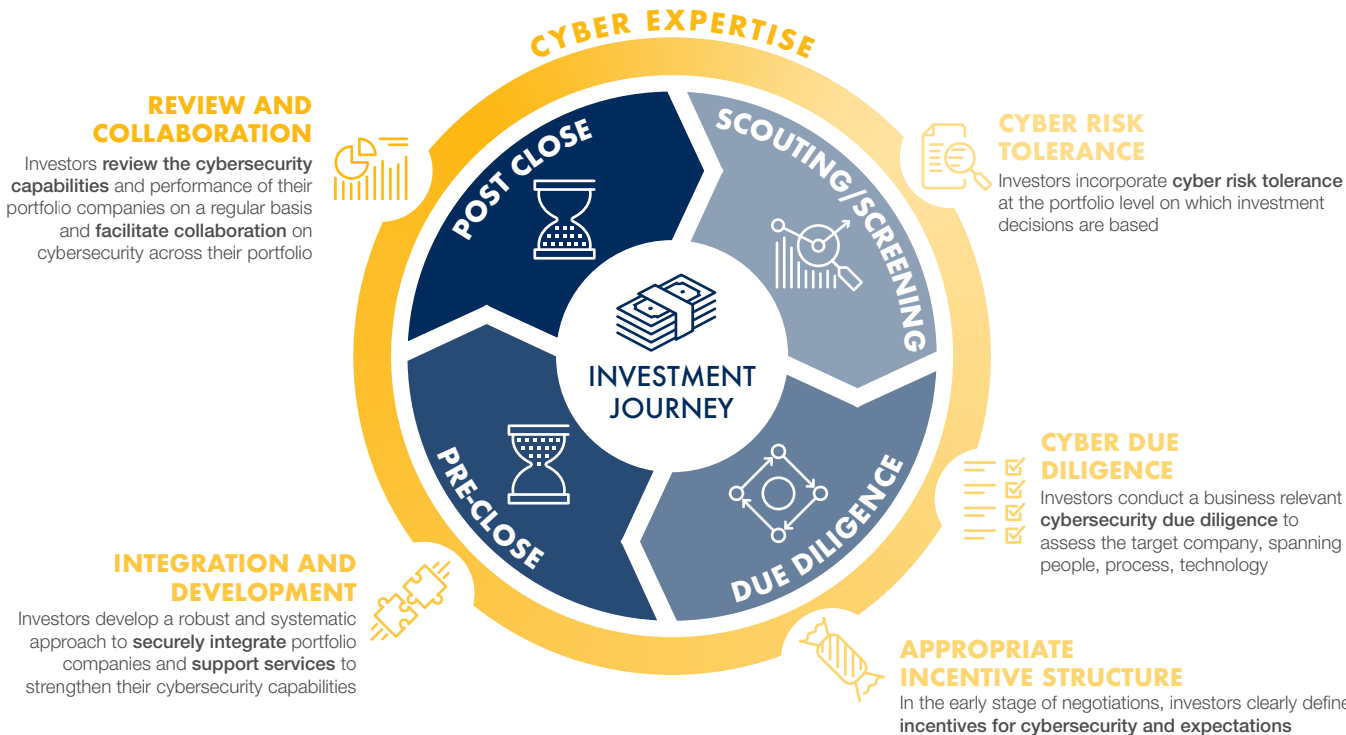 CYBER EXPERTISE
REVIEW AND
COLLABORATION
Investors review the cybersecurity
capabilities and performance of their
portfolio companies on a regular basis
and facilitate collaboration on
cybersecurity across their portfolio
POST CLOSE
SCOUTING/SCREENING
CYBER RISK
TOLERANCE
Investors incorporate cyber risk tolerance
at the portfolio level on which investment
decisions are based
INVESTMENT
JOURNEY
PRE-CLOSE
DUE DILIGENCE
CYBER DUE
DILIGENCE
Investors conduct a business relevant
cybersecurity due diligence to
assess the target company, spanning
people, process, technology
INTEGRATION AND
DEVELOPMENT
Investors develop a robust and systematic
approach to securely integrate portfolio
companies and support services to
strengthen their cybersecurity capabilities
APPROPRIATE
INCENTIVE STRUCTURE
In the early stage of negotiations, investors clearly define
incentives for cybersecurity and expectations